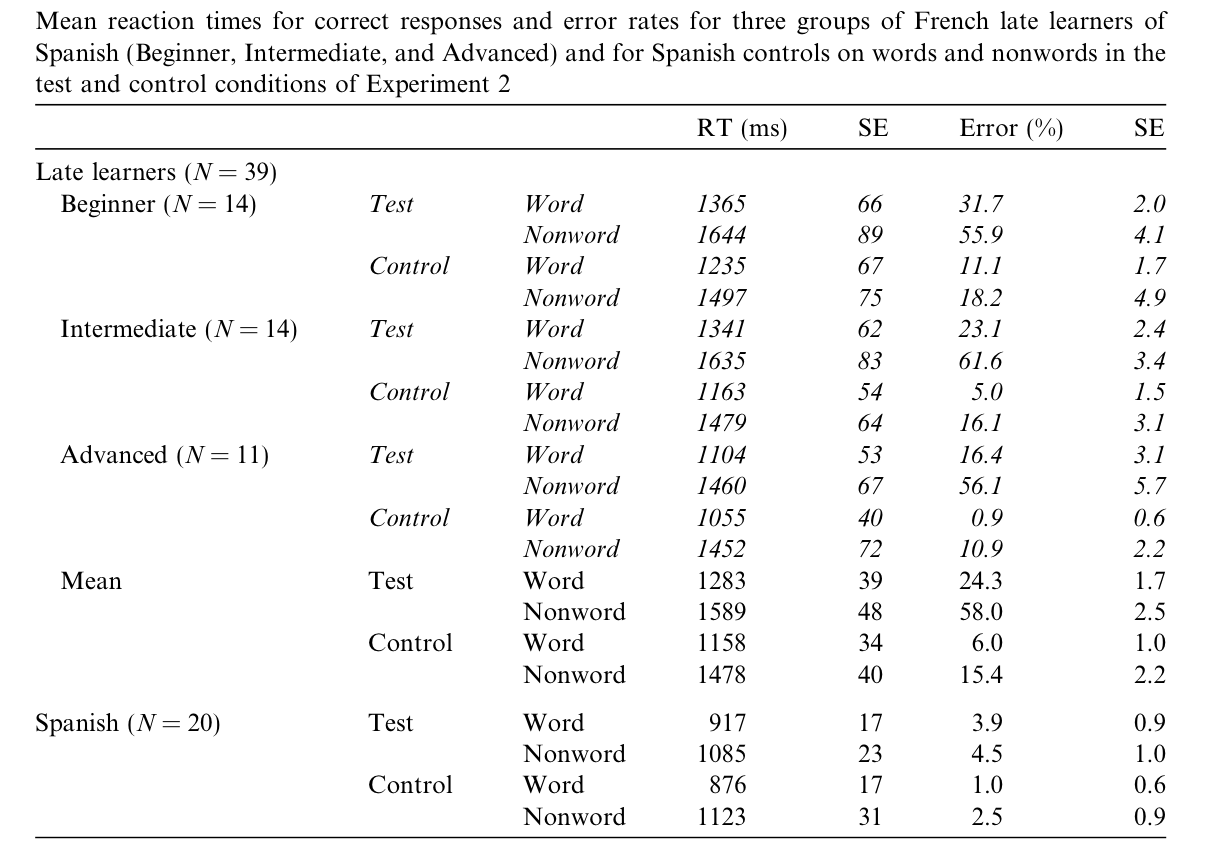 Mean reaction times for correct responses and error rates for three groups of French late learners of
Spanish (Beginner, Intermediate, and Advanced) and for Spanish controls on words and nonwords in the
test and control conditions of Experiment 2
RT (ms) SE Error (%) SE
Late learners (N = 39)
Beginner (N = 14) Test Word 1365 66 31.7 2.0
Nonword 1644 89 55.9 4.1
Control Word 1235 67 11.1 1.7
Nonword 1497 75 18.2 4.9
Intermediate (N = 14) Test Word 1341 62 23.1 2.4
Nonword 1635 83 61.6 3.4
Control Word 1163 54 5.0 1.5
Nonword 1479 64 16.1 3.1
Advanced (N = 11) Test Word 1104 53 16.4 3.1
Nonword 1460 67 56.1 5.7
Control Word 1055 40 0.9 0.6
Nonword 1452 72 10.9 2.2
Mean Test Word 1283 39 24.3 1.7
Nonword 1589 48 58.0 2.5
Control Word 1158 34 6.0 1.0
Nonword 1478 40 15.4 2.2
Spanish (N = 20) Test Word 917 17 3.9 0.9
Nonword 1085 23 4.5 1.0
Control Word 876 17 1.0 0.6
Nonword 1123 31 2.5 0.9